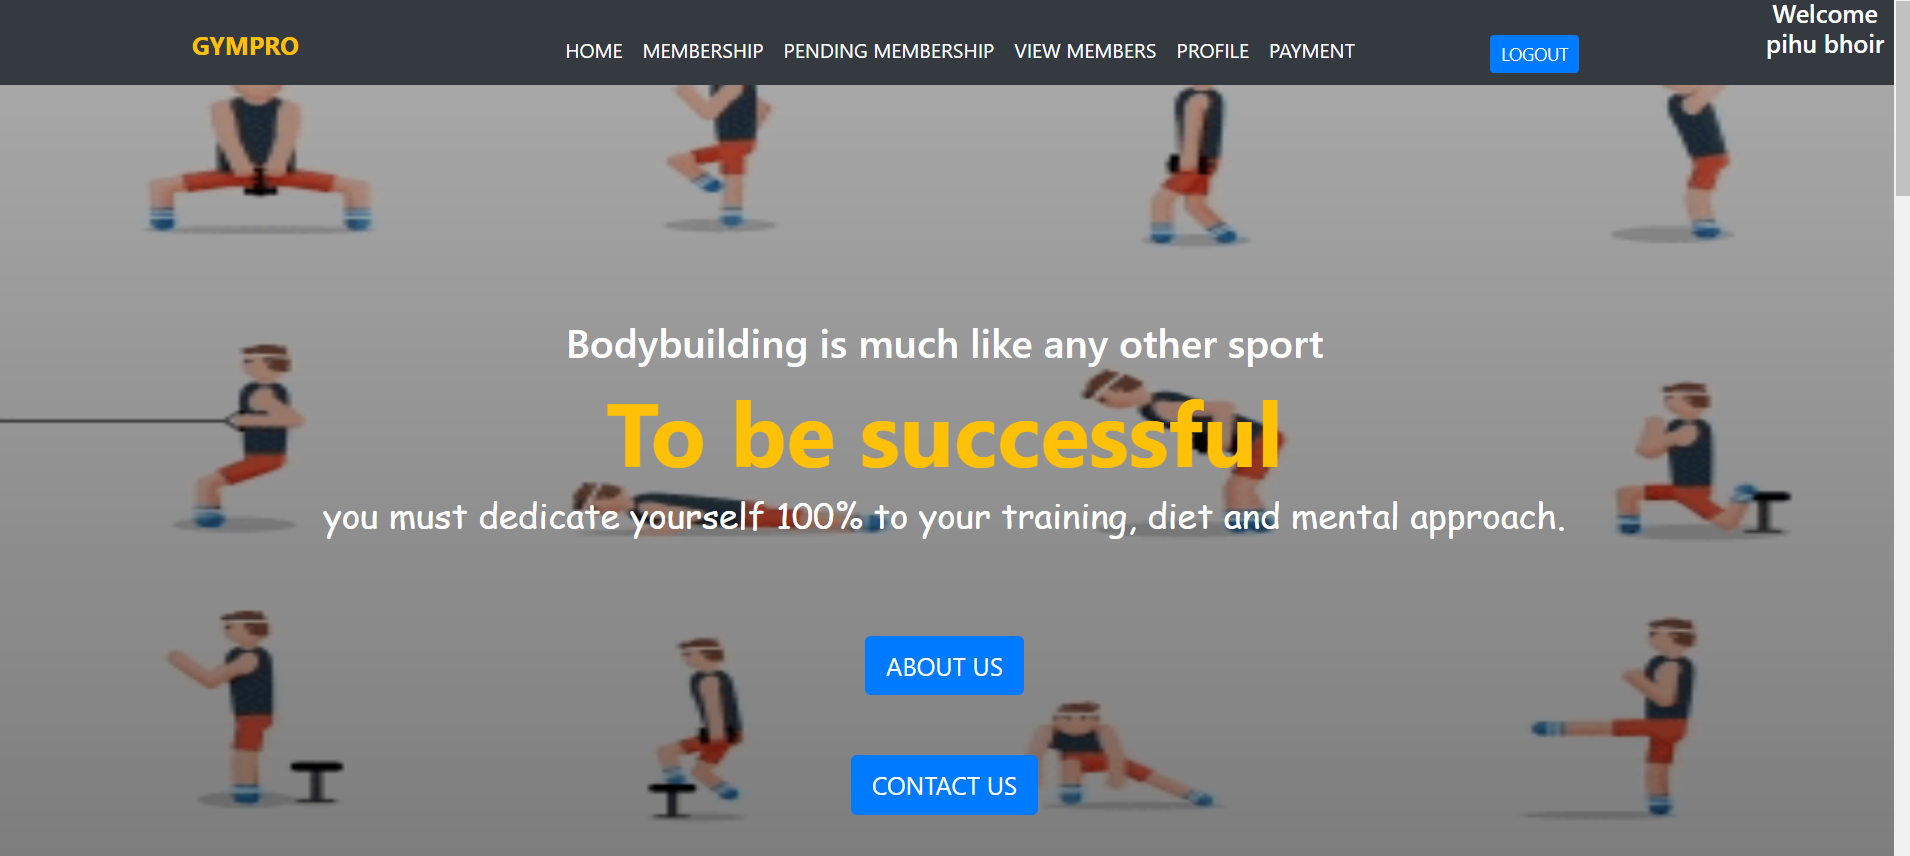 GYMPRO
HOME MEMBERSHIP PENDING MEMBERSHIP VIEW MEMBERS PROFILE PAYMENT
LOGOUT
Welcome
pihu bhoir
Bodybuilding is much like any other sport
To be successful
you must dedicate yourself 100% to your training, diet and mental approach.
ABOUT US
CONTACT US